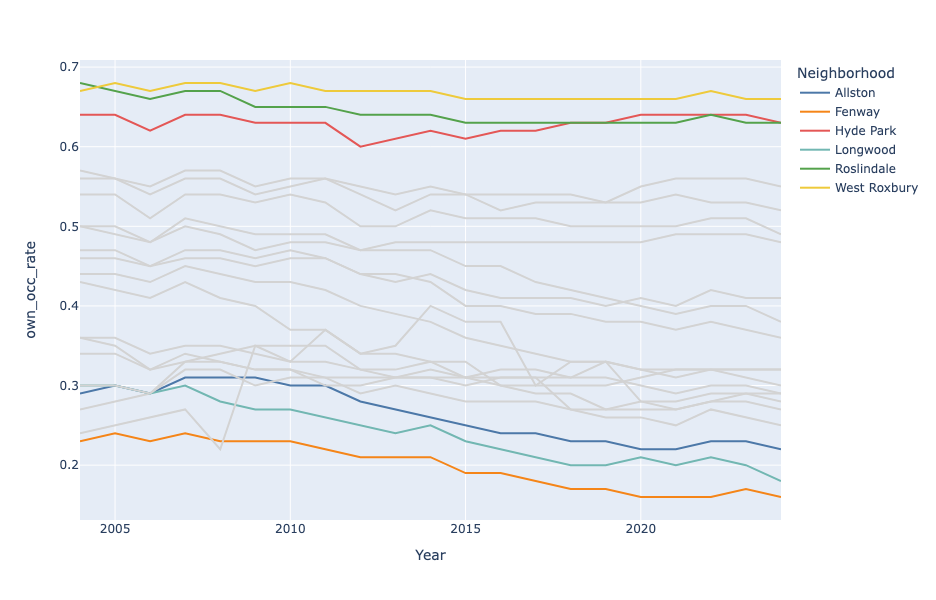 Neighborhood
Allston
Fenway
Hyde Park
Longwood
Roslindale
West Roxbury
own_occ_rate
0.7
0.6
0.5
0.4
0.3
0.2
2005
2010
2015
2020
Year